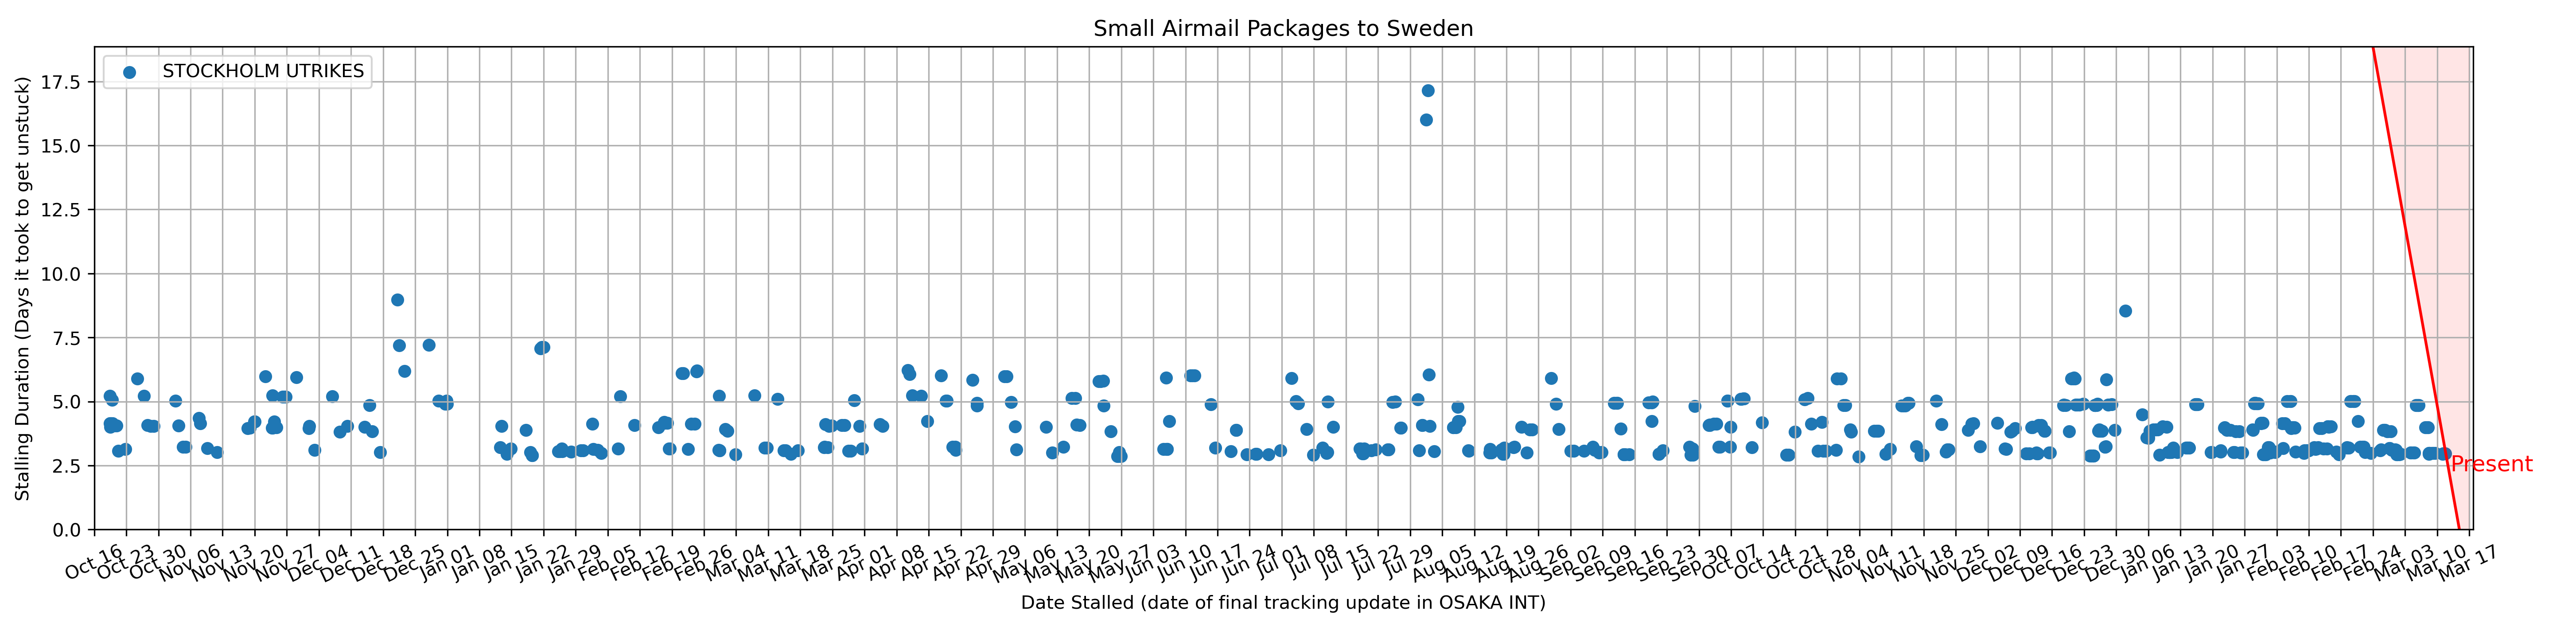 Small Airmail Packages to Sweden
STOCKHOLM UTRIKES
Stalling Duration (Days it took to get unstuck)
17.5
15.0
12.5
10.0
7.5
5.0
2.5
0.0
Present
Oct 16
Oct 23
Oct 30
Nov 06
Nov 13
Nov 20
Nov 27
Dec 04
Dec 11
Dec 18
Dec 25
Jan 01
Jan 08
Jan 15
Jan 22
Jan 29
Feb 05
Feb 12
Feb 19
Feb 26
Mar 04
Mar 11
Mar 18
Mar 25
Apr 01
Apr 08
Apr 15
Apr 22
Apr 29
May 06
May 13
May 20
May 27
Jun 03
Jun 10
Jun 17
Jun 24
Jul 01
Jul 08
Jul 15
Jul 22
Jul 29
Aug 05
Aug 12
Aug 19
Aug 26
Sep 02
Sep 09
Sep 16
Sep 23
Sep 30
Oct 07
Oct 14
Oct 21
Oct 28
Nov 04
Nov 11
Nov 18
Nov 25
Dec 02
Dec 09
Dec 16
Dec 23
Dec 30
Jan 06
Jan 13
Jan 20
Jan 27
Feb 03
Feb 10
Feb 17
Feb 24
Mar 03
Mar 10
Mar 17
Date Stalled (date of final tracking update in OSAKA INT)